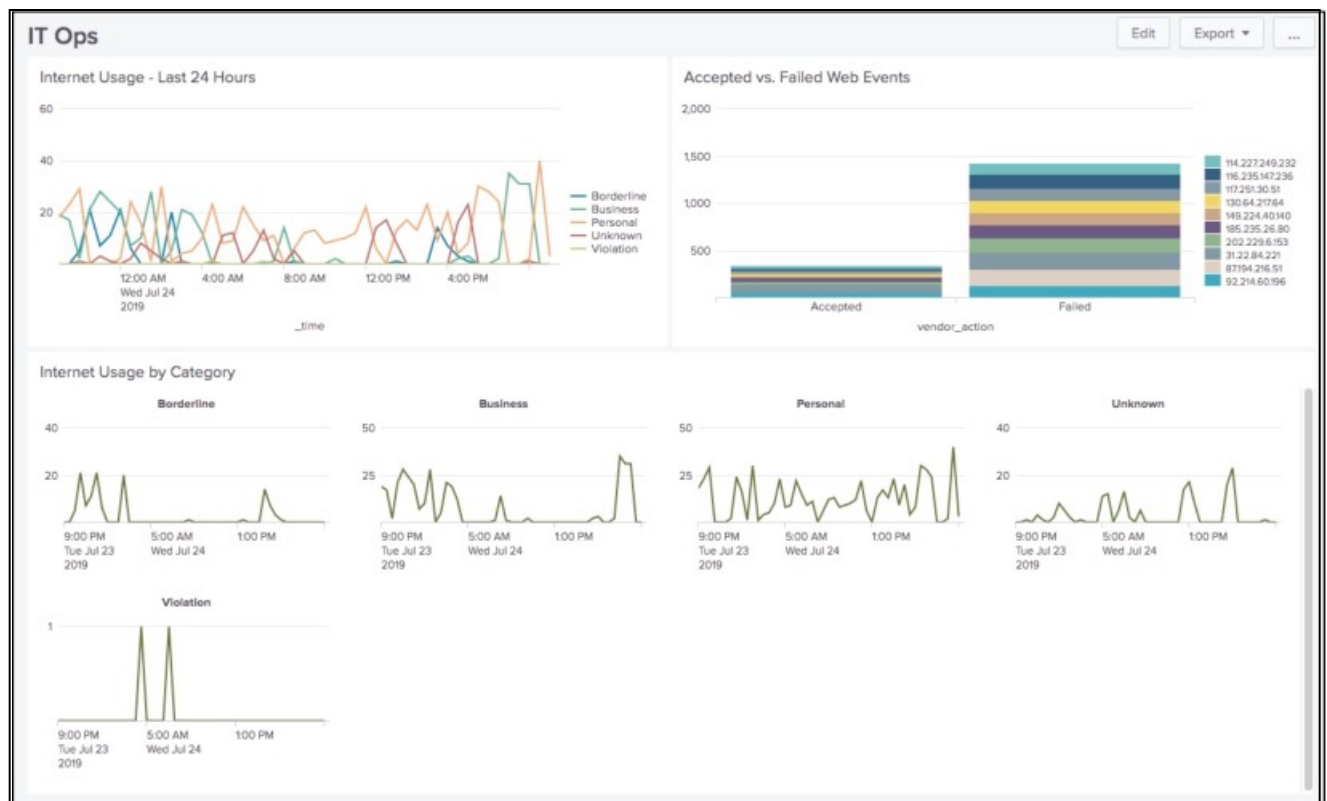 IT Ops
Edit
Export
...
Internet Usage - Last 24 Hours
60
40
20
12:00 AM
Wed Jul 24
2019
4:00 AM
8:00 AM
12:00 PM
4:00 PM
_time
Borderline
Business
Personal
Unknown
Violation
Accepted vs. Failed Web Events
2,000
1,500
1,000
500
Accepted
Failed
vendor_action
114.227.249.232
116.235.147.236
117.251.30.51
130.64.217.64
149.224.40.140
185.235.26.80
202.229.6.153
31.22.84.221
87.194.216.51
92.214.60.196
Internet Usage by Category
Borderline
40
20
9:00 PM
Tue Jul 23
2019
5:00 AM
Wed Jul 24
1:00 PM
Business
50
25
9:00 PM
Tue Jul 23
2019
5:00 AM
Wed Jul 24
1:00 PM
Personal
50
25
9:00 PM
Tue Jul 23
2019
5:00 AM
Wed Jul 24
1:00 PM
Unknown
40
20
9:00 PM
Tue Jul 23
2019
5:00 AM
Wed Jul 24
1:00 PM
Violation
1
9:00 PM
Tue Jul 23
2019
5:00 AM
Wed Jul 24
1:00 PM